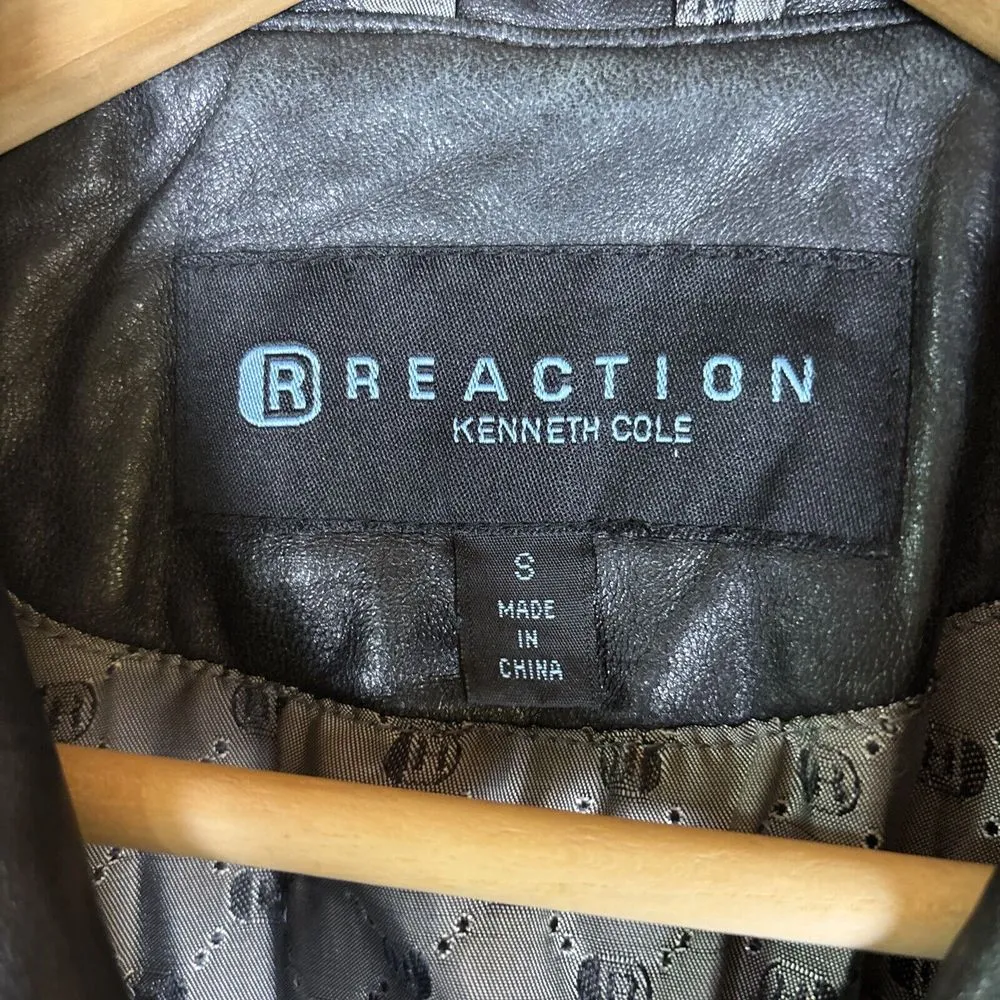 R REACTION
KENNETH COLE
S
MADE
IN
CHINA